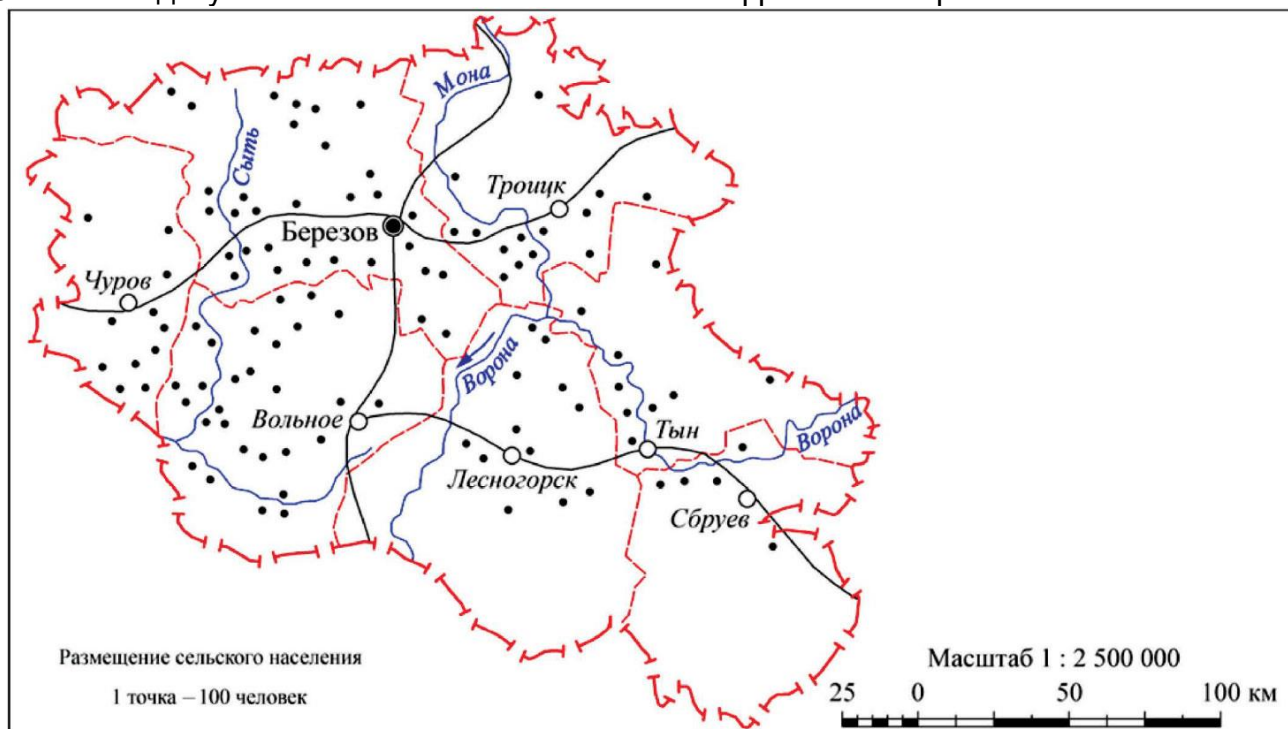 Мона
Сыть
Троицк
Березов
Чуров
Ворона
Вольное
Тын
Ворона
Лесногорск
Сбруев
Размещение сельского населения
1 точка – 100 человек
Масштаб 1 : 2 500 000
25 0 50 100 км